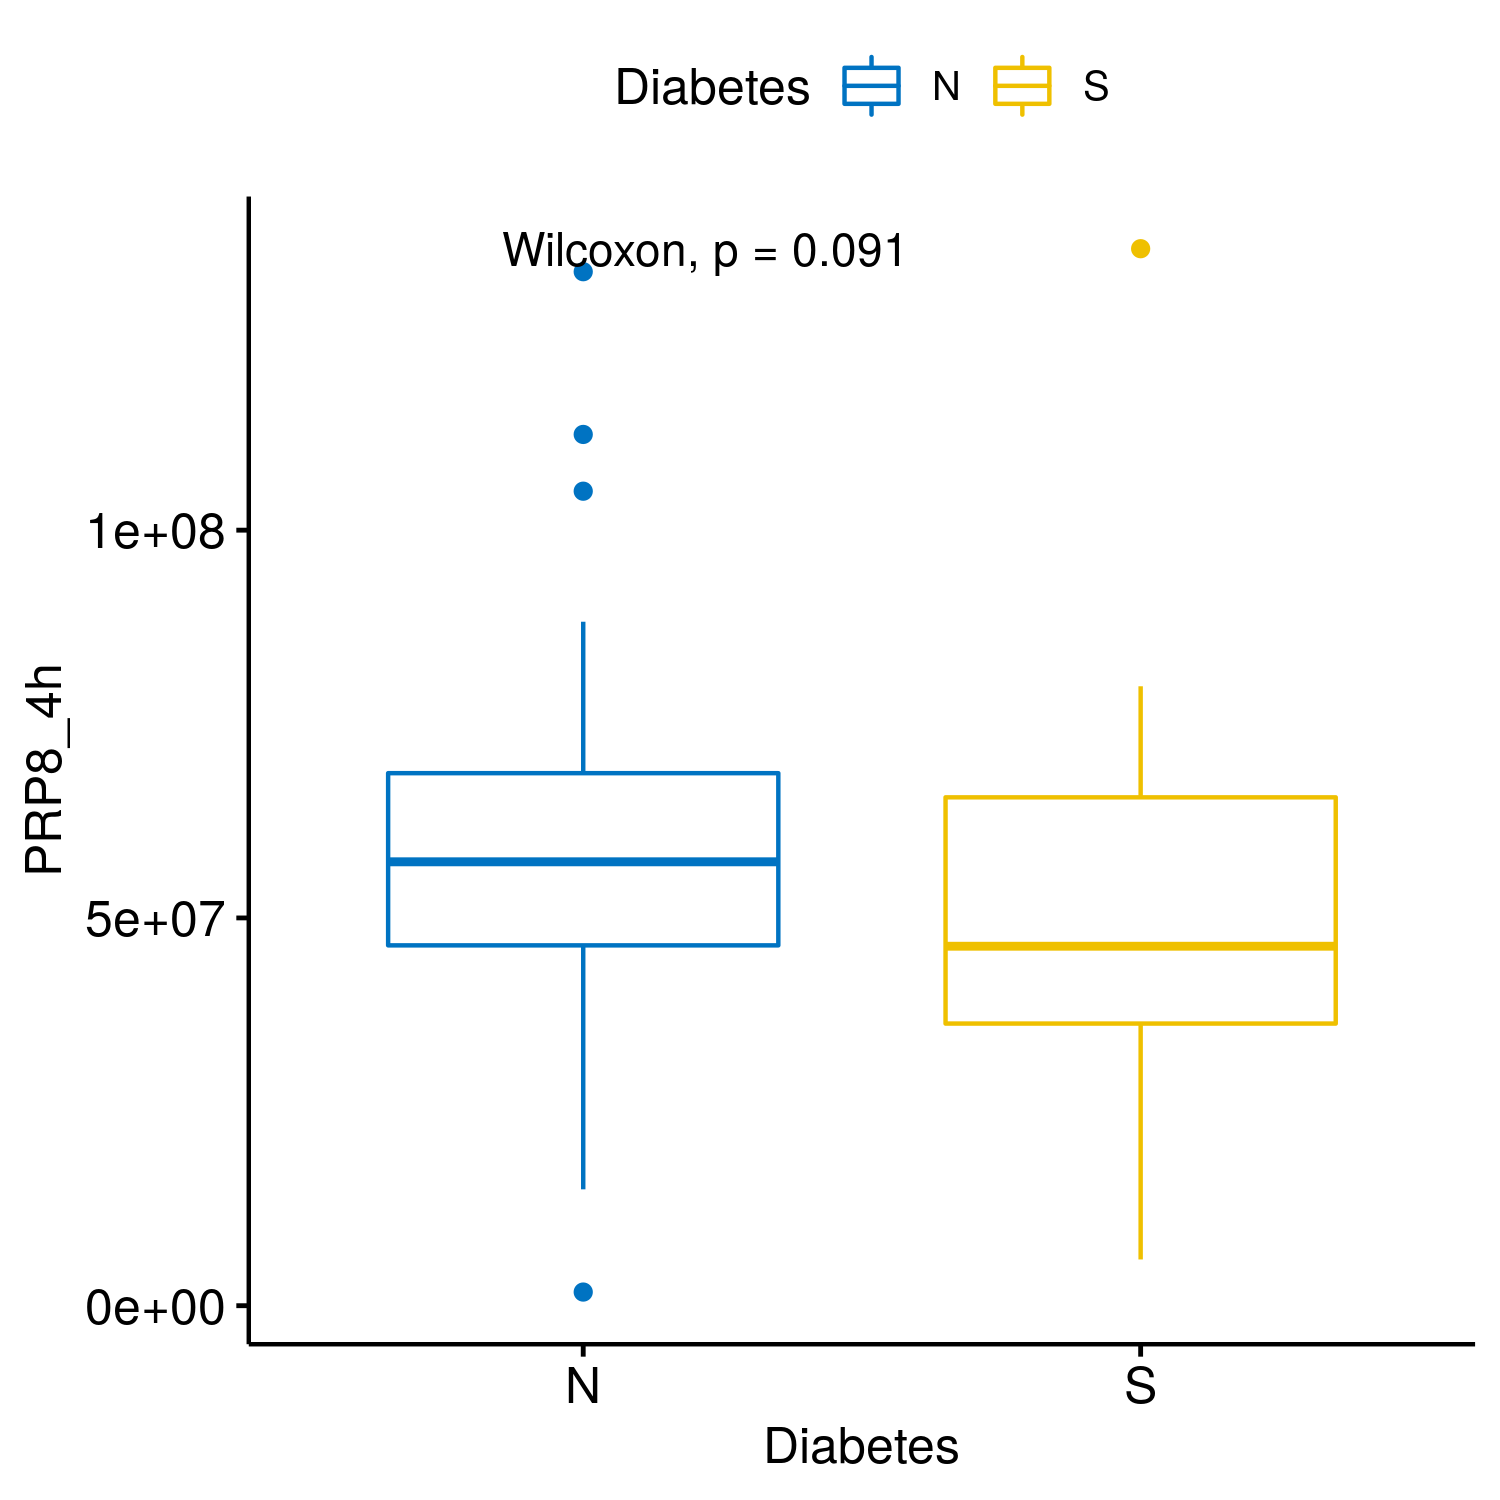 Diabetes N S
Wilcoxon, p = 0.091
1e+08
5e+07
0e+00
PRP8_4h
N S
Diabetes